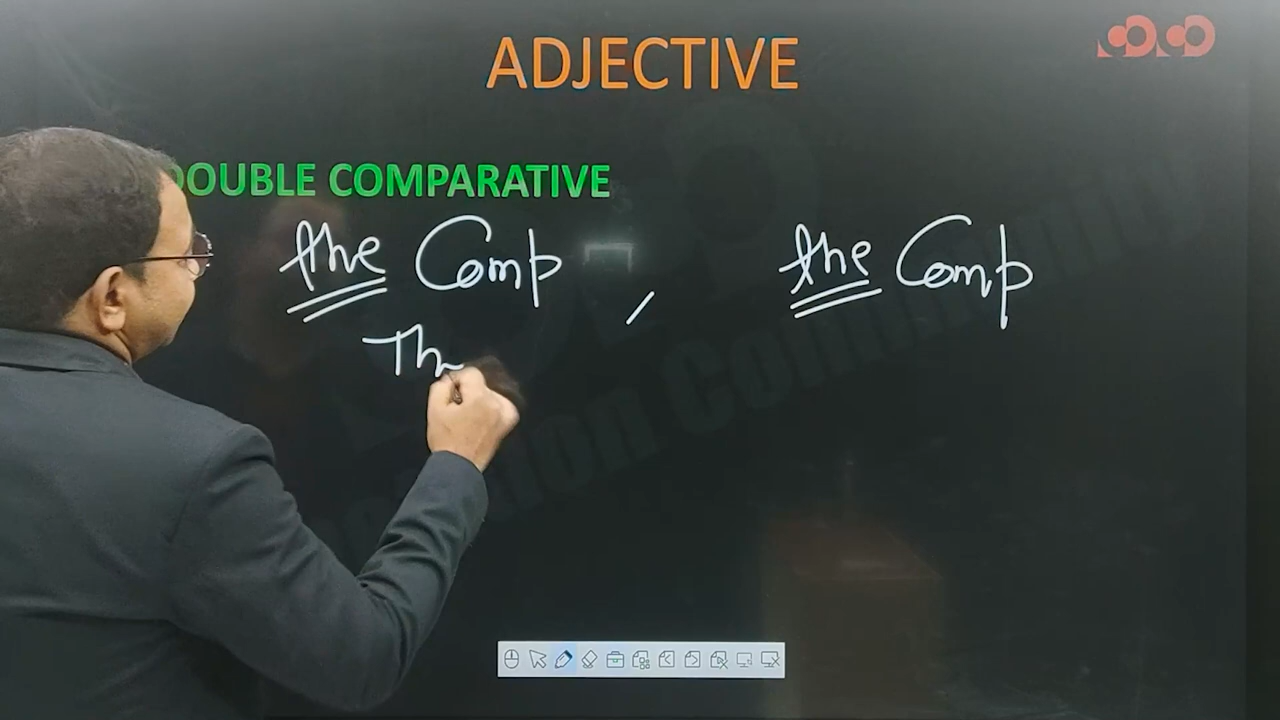 ADJECTIVE
DOUBLE COMPARATIVE
the Comp , the Comp
Th